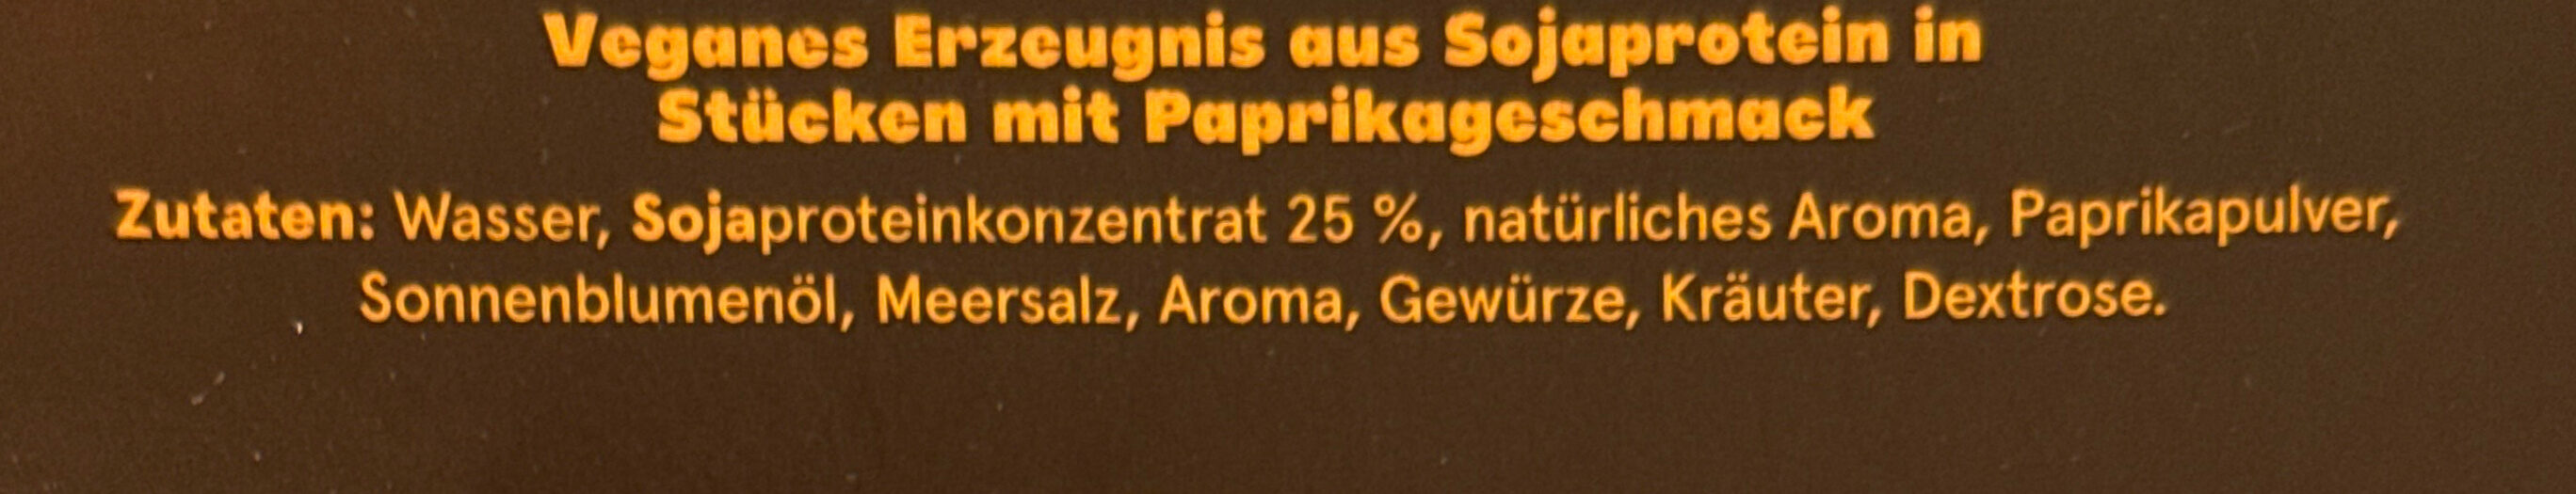 Veganes Erzeugnis aus Sojaprotein in
Stücken mit Paprikageschmack
Zutaten: Wasser, Sojaproteinkonzentrat 25 %, natürliches Aroma, Paprikapulver,
Sonnenblumenöl, Meersalz, Aroma, Gewürze, Kräuter, Dextrose.